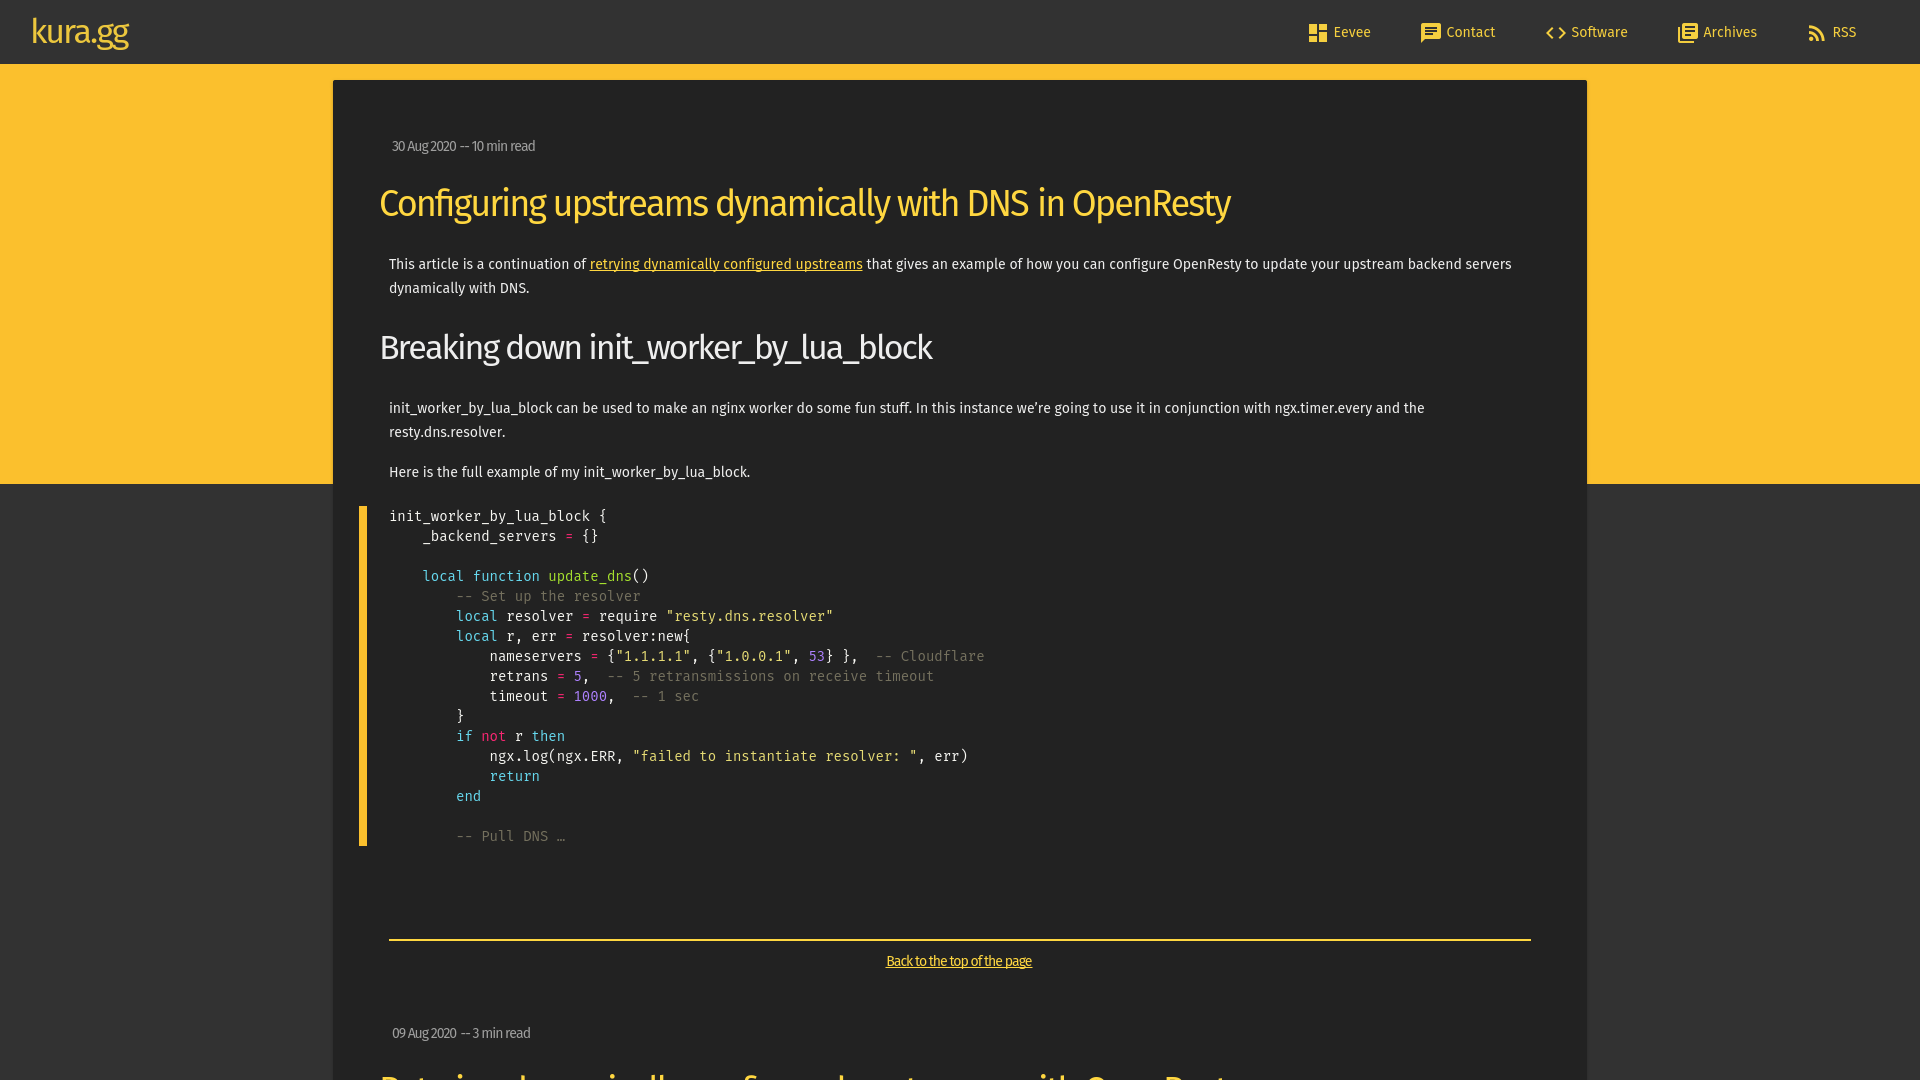 kura.gg
Eevee
Contact
Software
Archives
RSS
30 Aug 2020 -- 10 min read
Configuring upstreams dynamically with DNS in OpenResty
This article is a continuation of retrying dynamically configured upstreams that gives an example of how you can configure OpenResty to update your upstream backend servers
dynamically with DNS.
Breaking down init_worker_by_lua_block
init_worker_by_lua_block can be used to make an nginx worker do some fun stuff. In this instance we’re going to use it in conjunction with ngx.timer.every and the
resty.dns.resolver.
Here is the full example of my init_worker_by_lua_block.
init_worker_by_lua_block {
    _backend_servers = {}
    local function update_dns()
        -- Set up the resolver
        local resolver = require "resty.dns.resolver"
        local r, err = resolver:new{
            nameservers = {"1.1.1.1", {"1.0.0.1", 53} },  -- Cloudflare
            retrans = 5,  -- 5 retransmissions on receive timeout
            timeout = 1000,  -- 1 sec
        }
        if not r then
            ngx.log(ngx.ERR, "failed to instantiate resolver: ", err)
            return
        end
        -- Pull DNS …
Back to the top of the page
09 Aug 2020 -- 3 min read